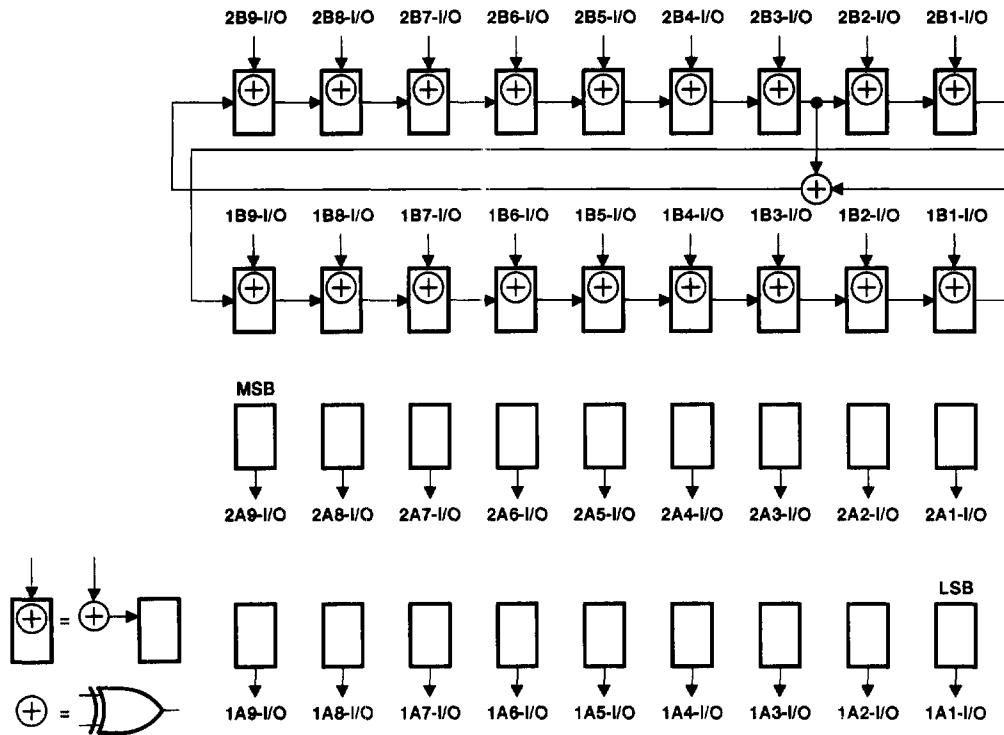 2B9-I/O 2B8-I/O 2B7-I/O 2B6-I/O 2B5-I/O 2B4-I/O 2B3-I/O 2B2-I/O 2B1-I/O
1B9-I/O 1B8-I/O 1B7-I/O 1B6-I/O 1B5-I/O 1B4-I/O 1B3-I/O 1B2-I/O 1B1-I/O
MSB
2A9-I/O 2A8-I/O 2A7-I/O 2A6-I/O 2A5-I/O 2A4-I/O 2A3-I/O 2A2-I/O 2A1-I/O
LSB
=
=
1A9-I/O 1A8-I/O 1A7-I/O 1A6-I/O 1A5-I/O 1A4-I/O 1A3-I/O 1A2-I/O 1A1-I/O